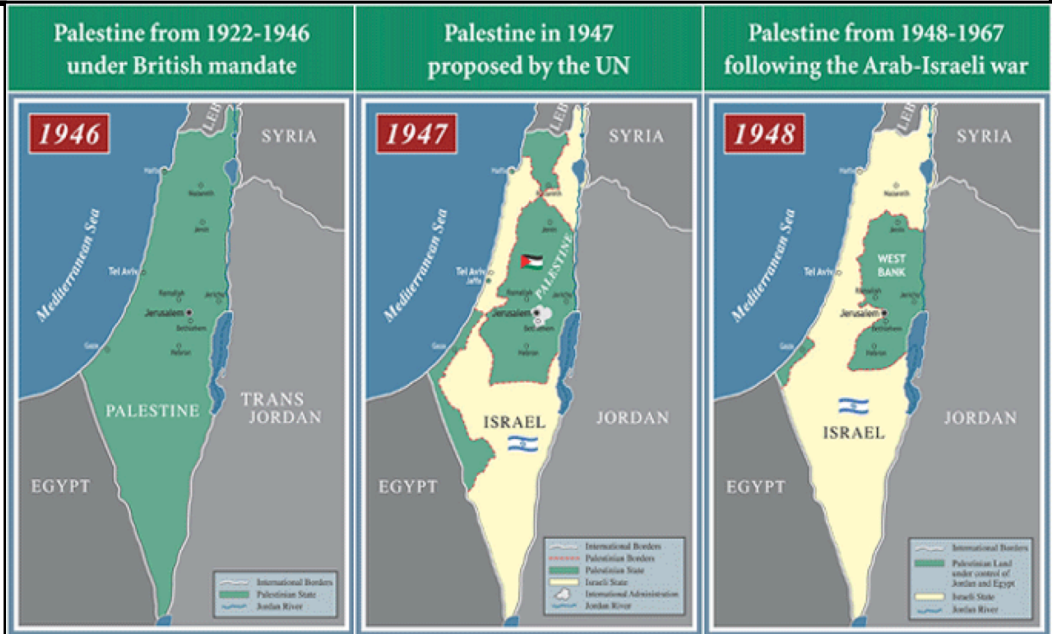 Palestine from 1922-1946
under British mandate
1946
LEB
SYRIA
Haifa
Nazareth
Jenin
Mediterranean Sea
Tel Aviv
Ramallah
Jericho
Jerusalem
Bethlehem
Gaza
Hebron
PALESTINE
TRANS
JORDAN
EGYPT
International Borders
Palestinian State
Jordan River
Palestine in 1947
proposed by the UN
1947
LEB
SYRIA
Haifa
Nazareth
Jenin
Mediterranean Sea
PALESTINE
Tel Aviv
Jaffa
Ramallah
Jericho
Jerusalem
Bethlehem
Gaza
Hebron
ISRAEL
JORDAN
EGYPT
International Borders
Palestinian Borders
Palestinian State
Israeli State
International Administration
Jordan River
Palestine from 1948-1967
following the Arab-Israeli war
1948
LEB
SYRIA
Haifa
Nazareth
Jenin
Mediterranean Sea
WEST
BANK
Tel Aviv
Ramallah
Jericho
Jerusalem
Bethlehem
Gaza
Hebron
ISRAEL
JORDAN
EGYPT
International Borders
Palestinian Land
under control of
Jordan and Egypt
Israeli State
Jordan River